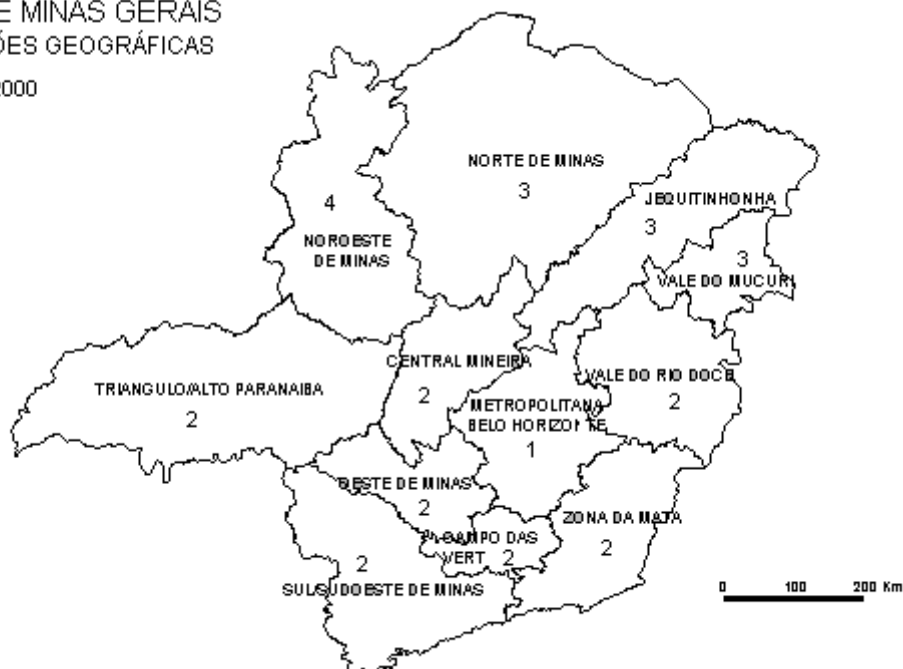 E MINAS GERAIS
ÕES GEOGRÁFICAS
2000
NORTE DE MINAS
3
JEQUITINHONHA
3
4
NOROESTE
DE MINAS
3
VALE DO MUCURI
CENTRAL MINEIRA
2
VALE DO RIO DOCE
2
TRIANGULO/ALTO PARANAIBA
2
METROPOLITANA
BELO HORIZONTE
1
OESTE DE MINAS
2
ZONA DA MATA
2
CAMPO DAS
VERT
2
2
SUL/SUDOESTE DE MINAS
0 100 200 Km